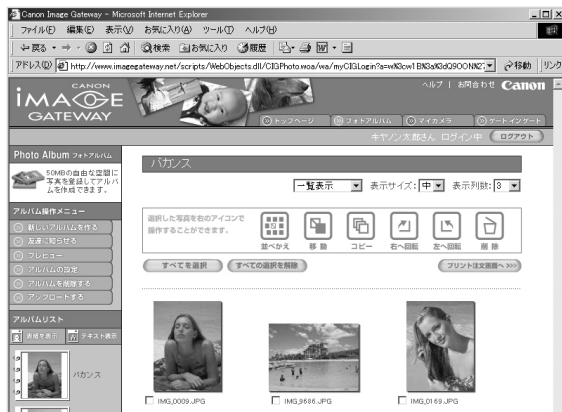 Canon Image Gateway - Microsoft Internet Explorer
ファイル(F) 編集(E) 表示(V) お気に入り(A) ツール(T) ヘルプ(H)
戻る 検索 お気に入り 履歴
アドレス(D) http://www.imagegateway.net/scripts/WebObjects.dll/CIGPhoto.woa/wa/myCIGLogin?a=w%3cw1 移動 リンク
CANON
iMAGE
GATEWAY
ヘルプ | お問合わせ Canon
トップページ フォトアルバム マイカメラ ゲートインゲート
キヤノン太郎さん ログイン中 ログアウト
Photo Album フォトアルバム
50MBの自由な空間に
写真を登録してアルバ
ムを作成できます。
アルバム操作メニュー
新しいアルバムを作る
友達に知らせる
プレビュー
アルバムの設定
アルバムを削除する
アップロードする
アルバムリスト
表紙を表示 テキスト表示
バカンス
バカンス
一覧表示 表示サイズ: 中 表示列数: 3
選択した写真を右のアイコンで
操作することができます。
並べかえ 移動 コピー 右へ回転 左へ回転 削除
すべてを選択 すべての選択を解除 プリント注文画面へ >>>
IMG_0009.JPG IMG_9686.JPG IMG_0169.JPG